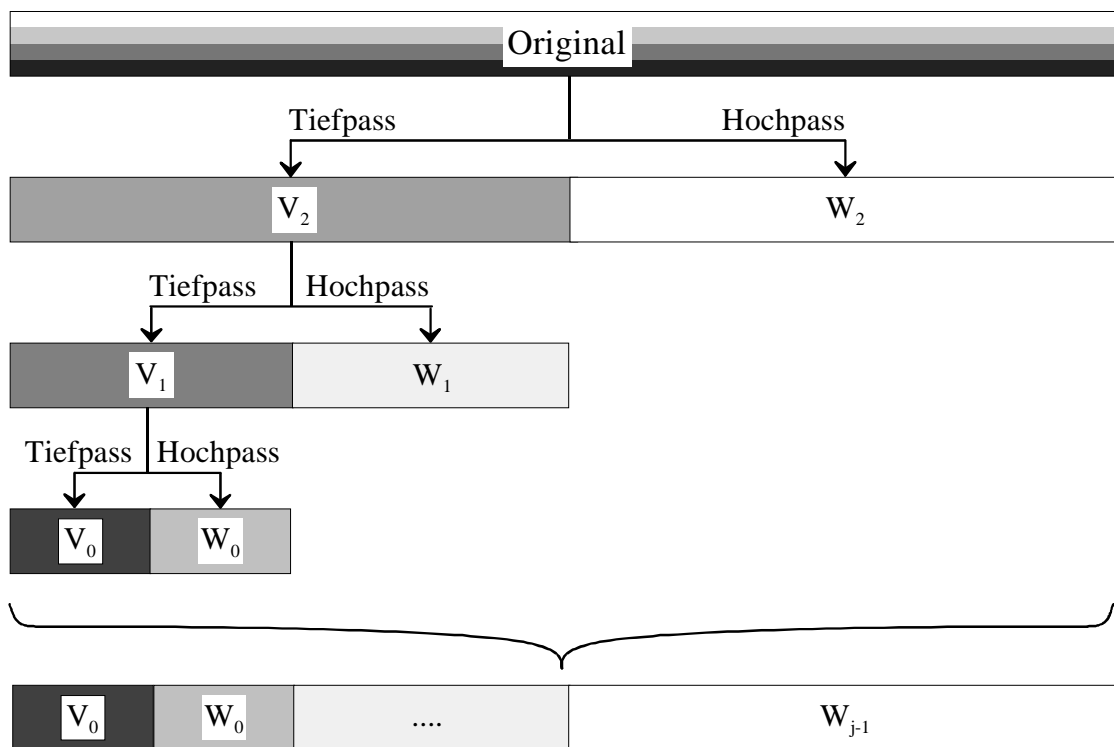 Original
Tiefpass Hochpass
V₂ W₂
Tiefpass Hochpass
V₁ W₁
Tiefpass Hochpass
V₀ W₀
V₀ W₀ .... Wⱼ₋₁